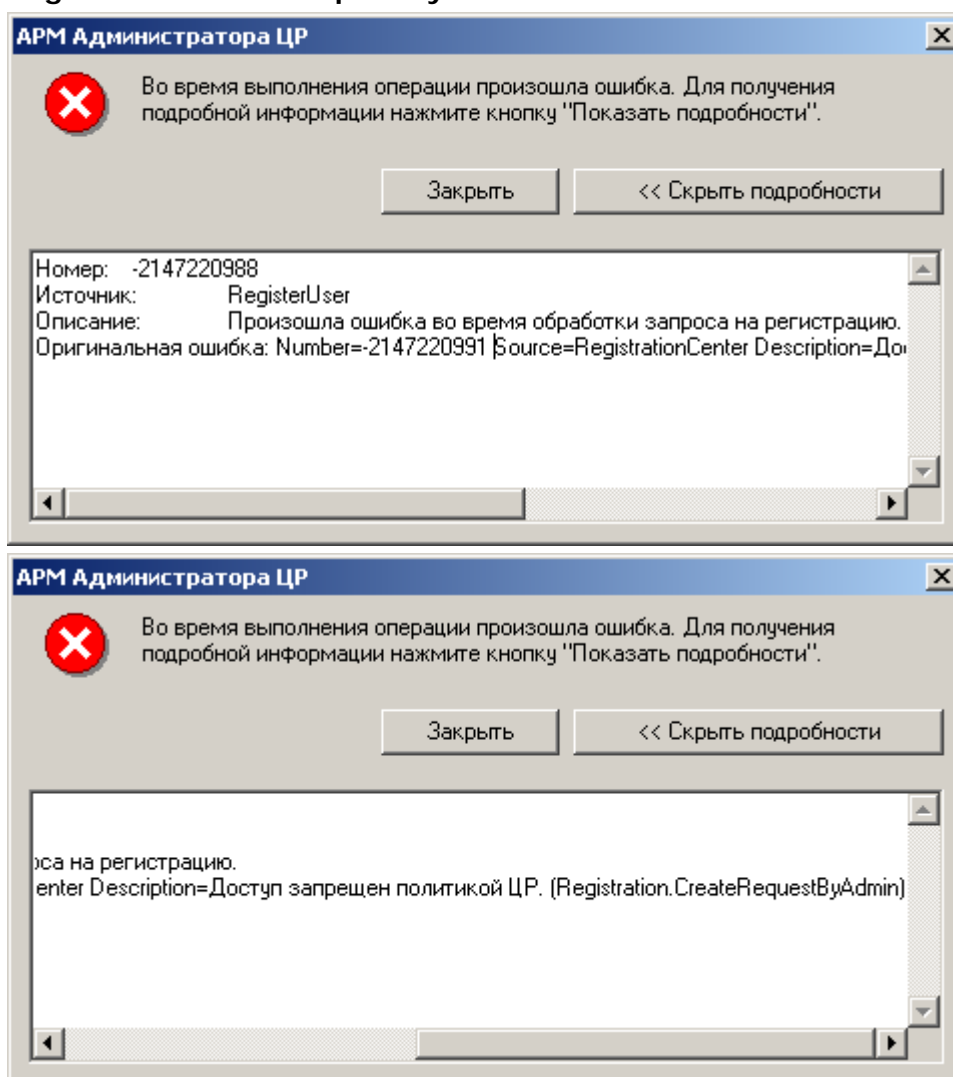 АРМ Администратора ЦР
Во время выполнения операции произошла ошибка. Для получения
подробной информации нажмите кнопку "Показать подробности".
Закрыть
<< Скрыть подробности
Номер: -2147220988
Источник: RegisterUser
Описание: Произошла ошибка во время обработки запроса на регистрацию.
Оригинальная ошибка: Number=-2147220991 Source=RegistrationCenter Description=До
АРМ Администратора ЦР
Во время выполнения операции произошла ошибка. Для получения
подробной информации нажмите кнопку "Показать подробности".
Закрыть
<< Скрыть подробности
оса на регистрацию.
enter Description=Доступ запрещен политикой ЦР. (Registration.CreateRequestByAdmin)